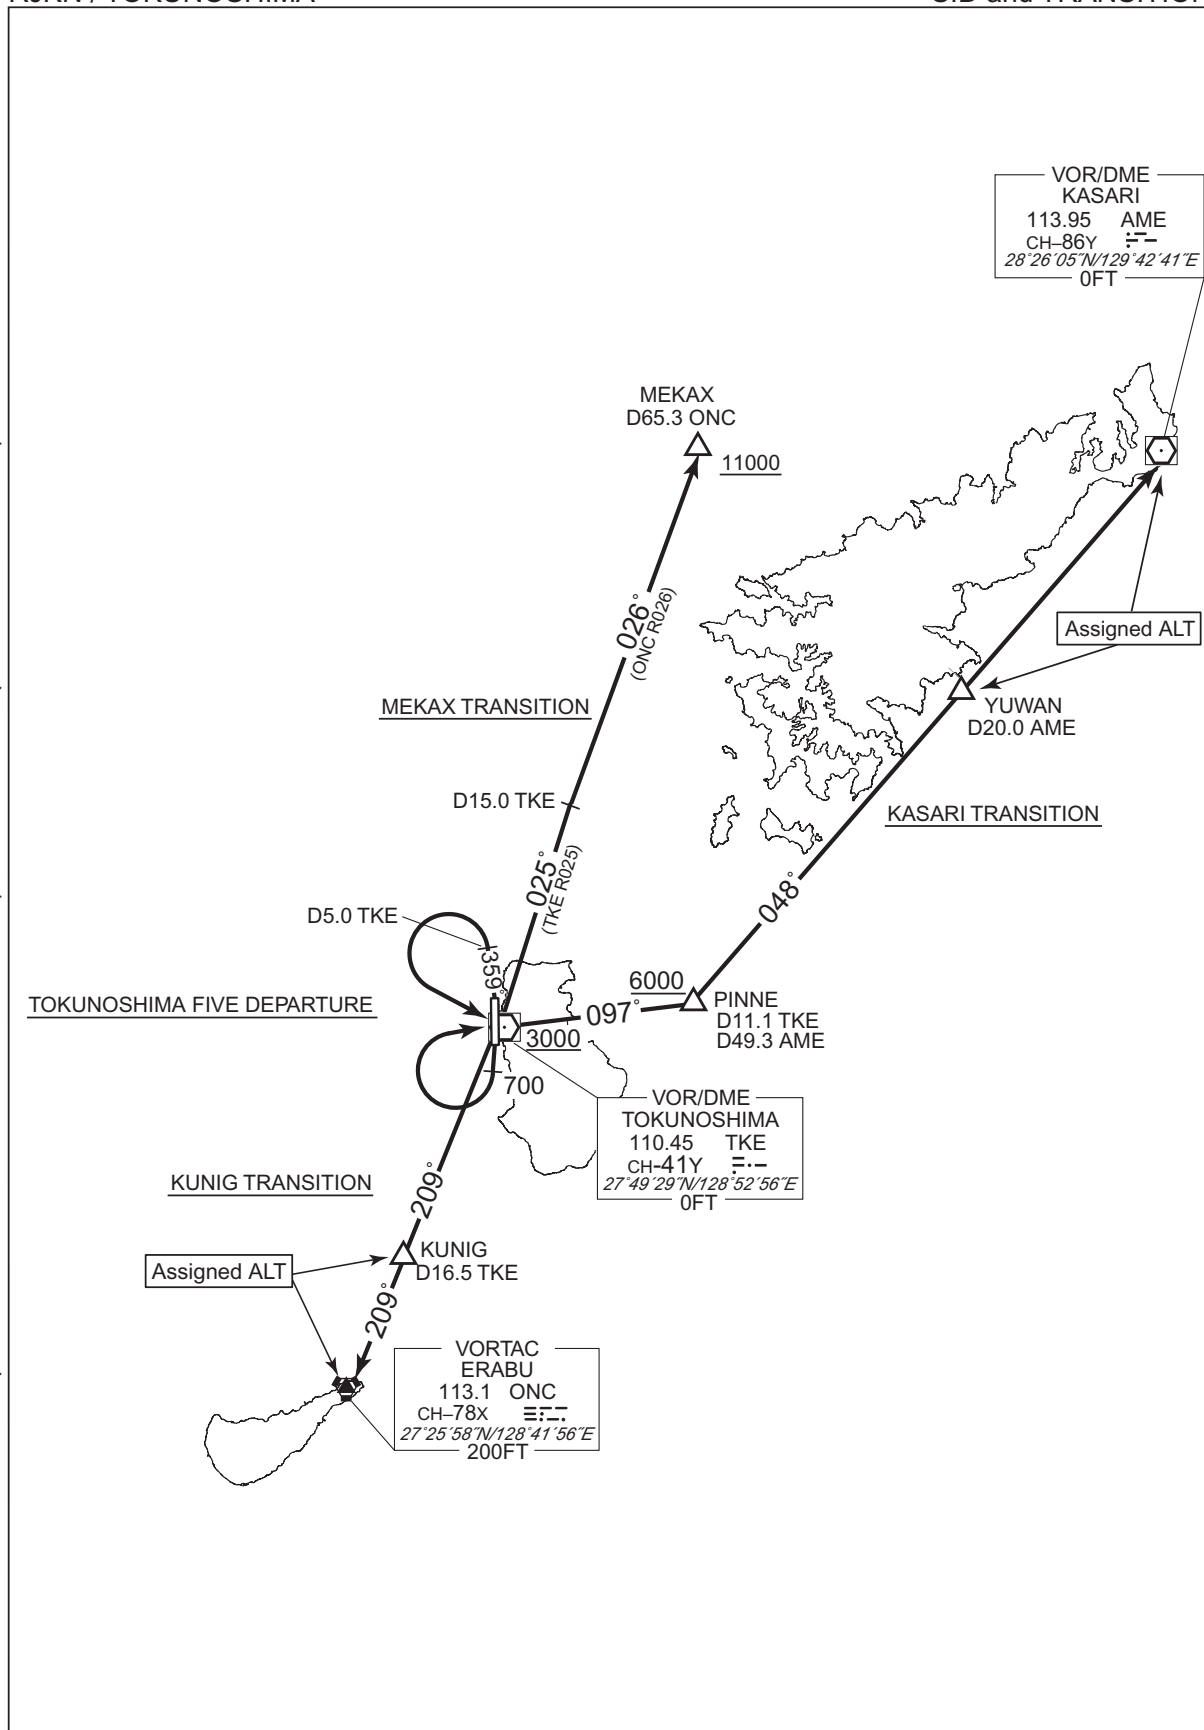 VOR/DME
KASARI
113.95 AME
CH–86Y
28°26´05˝N/129°42´41˝E
0FT
MEKAX
D65.3 ONC
11000
026°
(ONC R026)
Assigned ALT
MEKAX TRANSITION
YUWAN
D20.0 AME
D15.0 TKE
KASARI TRANSITION
025°
(TKE R025)
048°
D5.0 TKE
359°
TOKUNOSHIMA FIVE DEPARTURE
6000
097°
PINNE
D11.1 TKE
D49.3 AME
3000
700
VOR/DME
TOKUNOSHIMA
110.45 TKE
CH-41Y
27°49´29˝N/128°52´56˝E
0FT
KUNIG TRANSITION
209°
KUNIG
D16.5 TKE
Assigned ALT
209°
VORTAC
ERABU
113.1 ONC
CH–78X
27°25´58˝N/128°41´56˝E
200FT